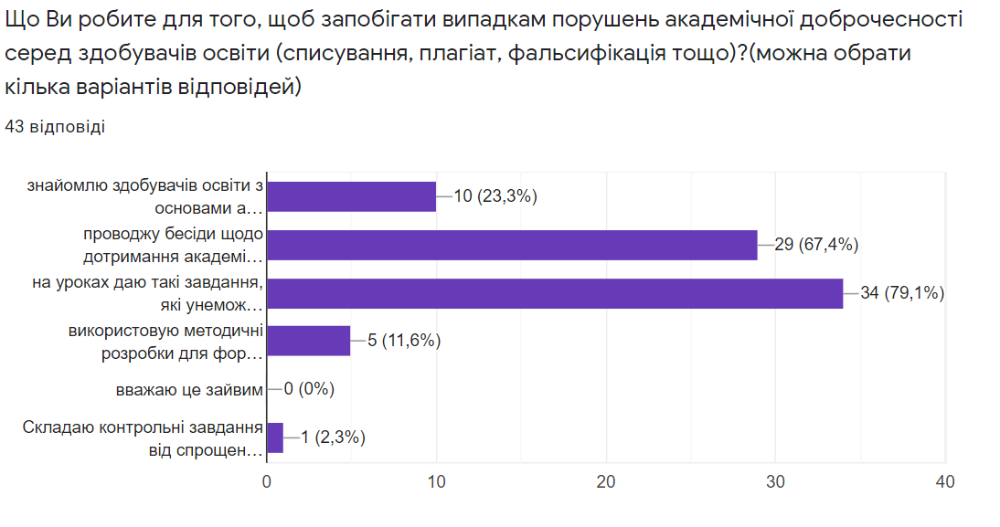 Що Ви робите для того, щоб запобігати випадкам порушень академічної доброчесності
серед здобувачів освіти (списування, плагіат, фальсифікація тощо)?(можна обрати
кілька варіантів відповідей)
43 відповіді
знайомлю здобувачів освіти з
основами а…
10 (23,3%)
проводжу бесіди щодо
дотримання академі…
29 (67,4%)
на уроках даю такі завдання,
які унемож…
34 (79,1%)
використовую методичні
розробки для фор…
5 (11,6%)
вважаю це зайвим
0 (0%)
Складаю контрольні завдання
від спрощен…
1 (2,3%)
0 10 20 30 40